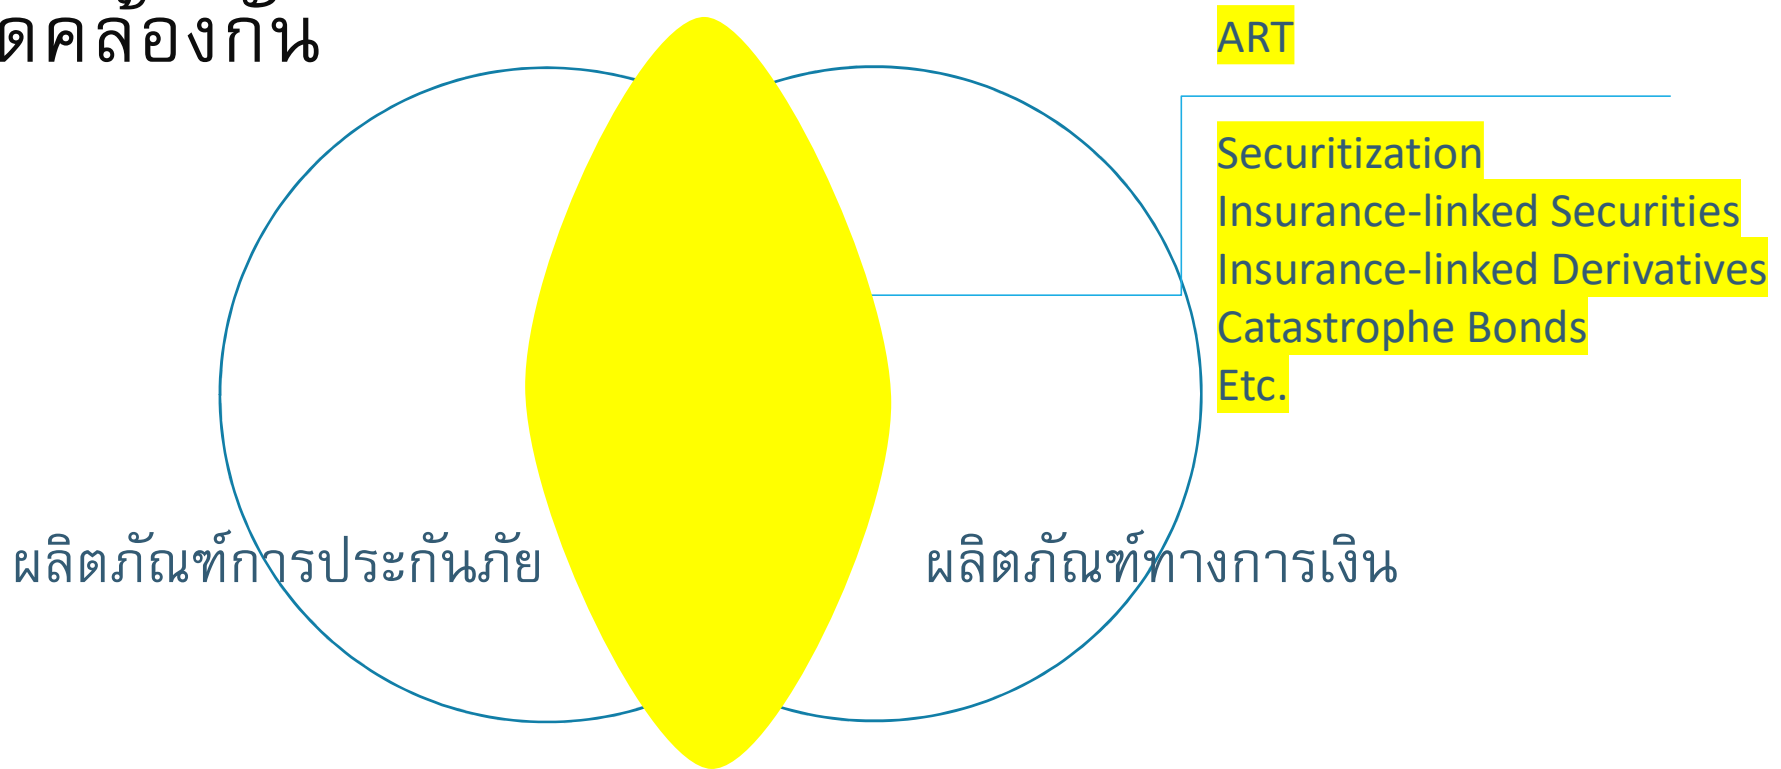 ดคล้องกัน
ART
Securitization
Insurance-linked Securities
Insurance-linked Derivatives
Catastrophe Bonds
Etc.
ผลิตภัณฑ์การประกันภัย
ผลิตภัณฑ์ทางการเงิน